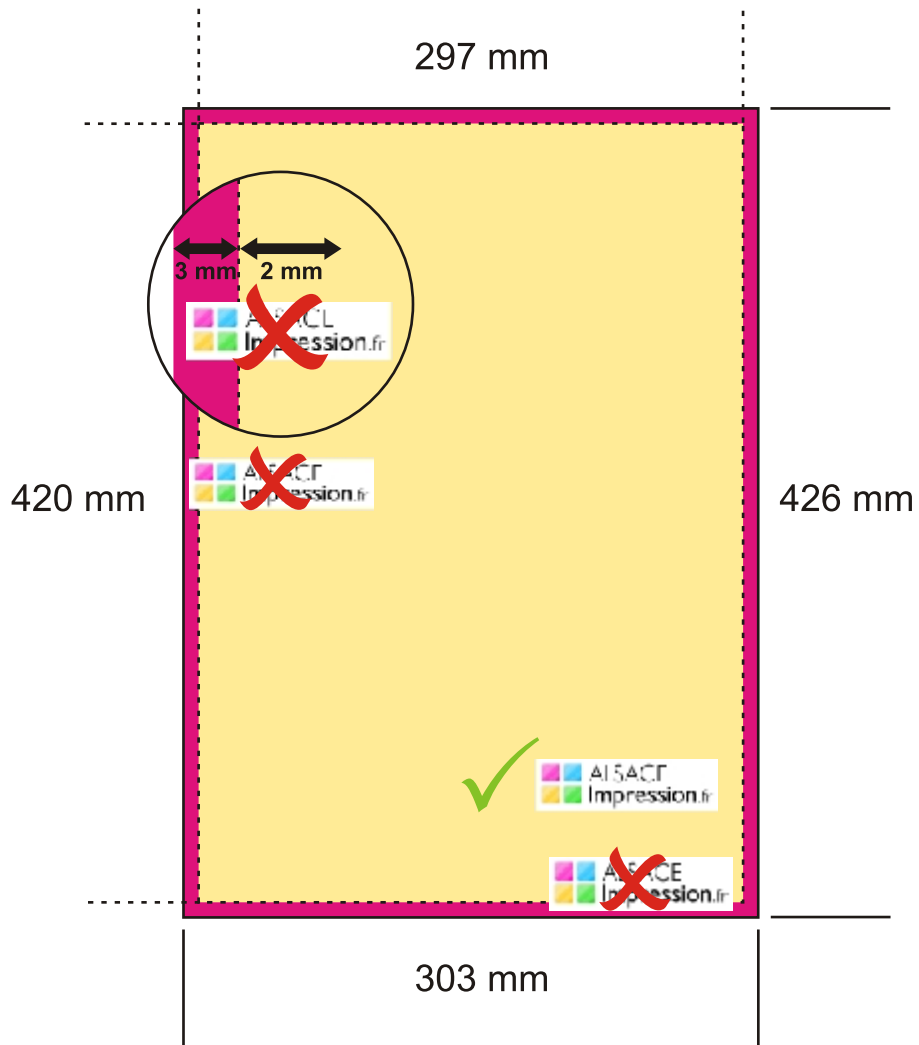 297 mm
3 mm 2 mm
Impression.fr
420 mm
426 mm
Impression.fr
ALSACE
Impression.fr
ALSACE
Impression.fr
303 mm